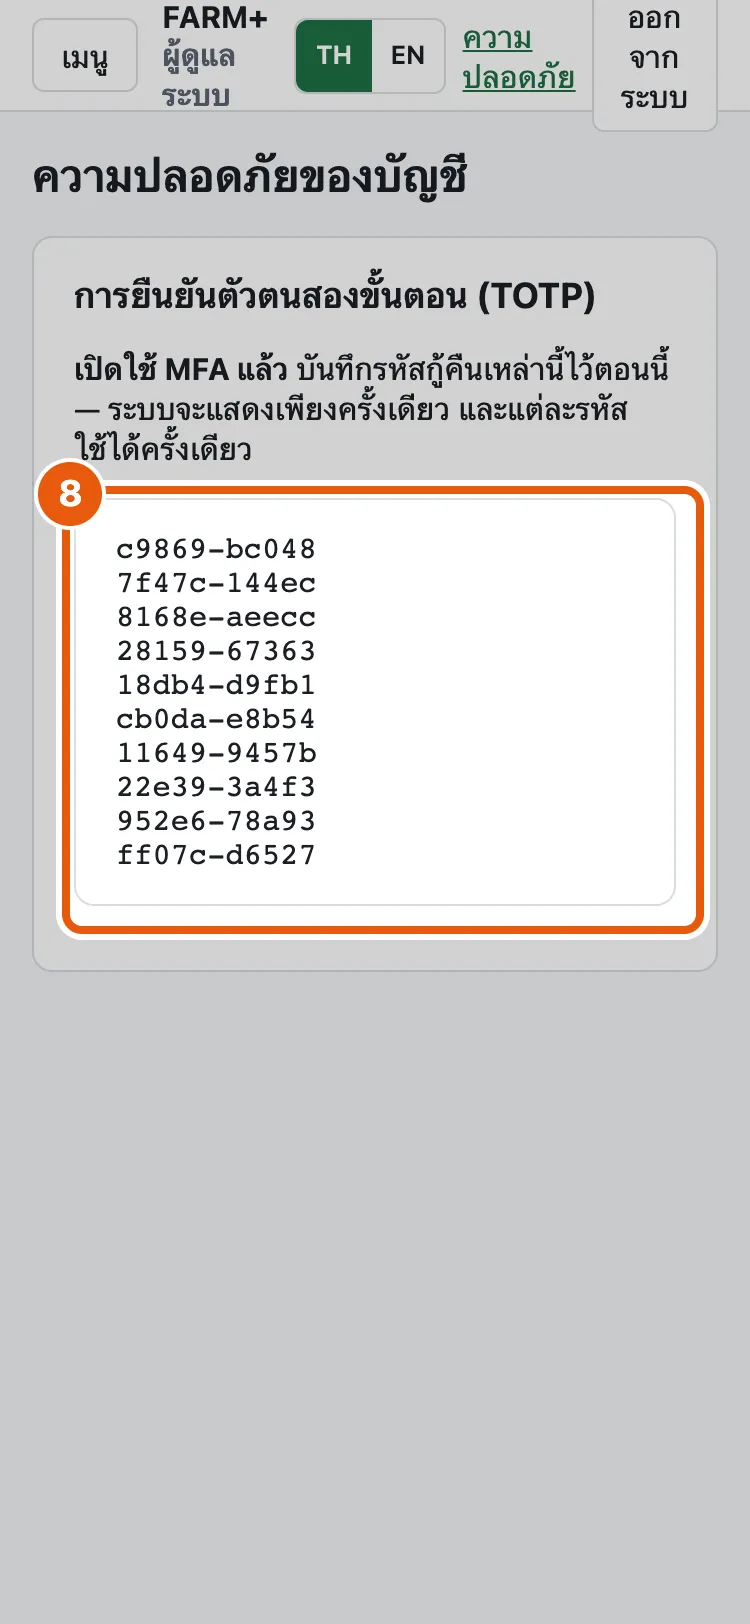 เมนู
FARM+
ผู้ดูแล
ระบบ
TH
EN
ความ
ปลอดภัย
ออก
จาก
ระบบ
ความปลอดภัยของบัญชี
การยืนยันตัวตนสองขั้นตอน (TOTP)
เปิดใช้ MFA แล้ว บันทึกรหัสกู้คืนเหล่านี้ไว้ตอนนี้
— ระบบจะแสดงเพียงครั้งเดียว และแต่ละรหัส
ใช้ได้ครั้งเดียว
8
c9869-bc048
7f47c-144ec
8168e-aeecc
28159-67363
18db4-d9fb1
cb0da-e8b54
11649-9457b
22e39-3a4f3
952e6-78a93
ff07c-d6527